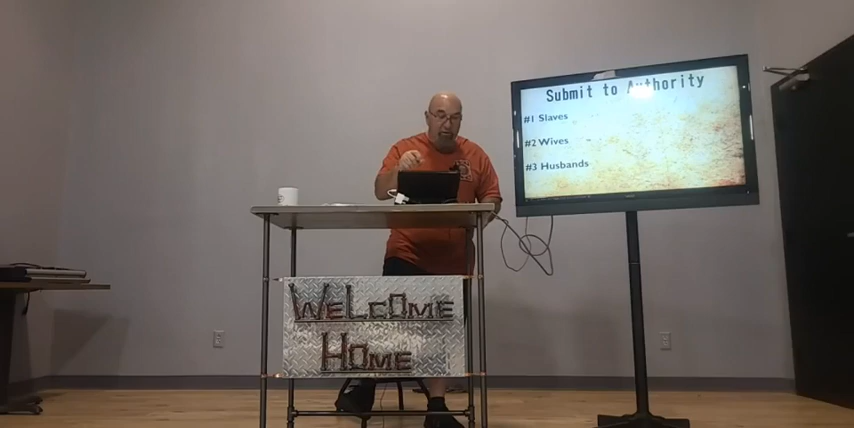 Submit to Authority
#1 Slaves
#2 Wives
#3 Husbands
WELCOME
HOME